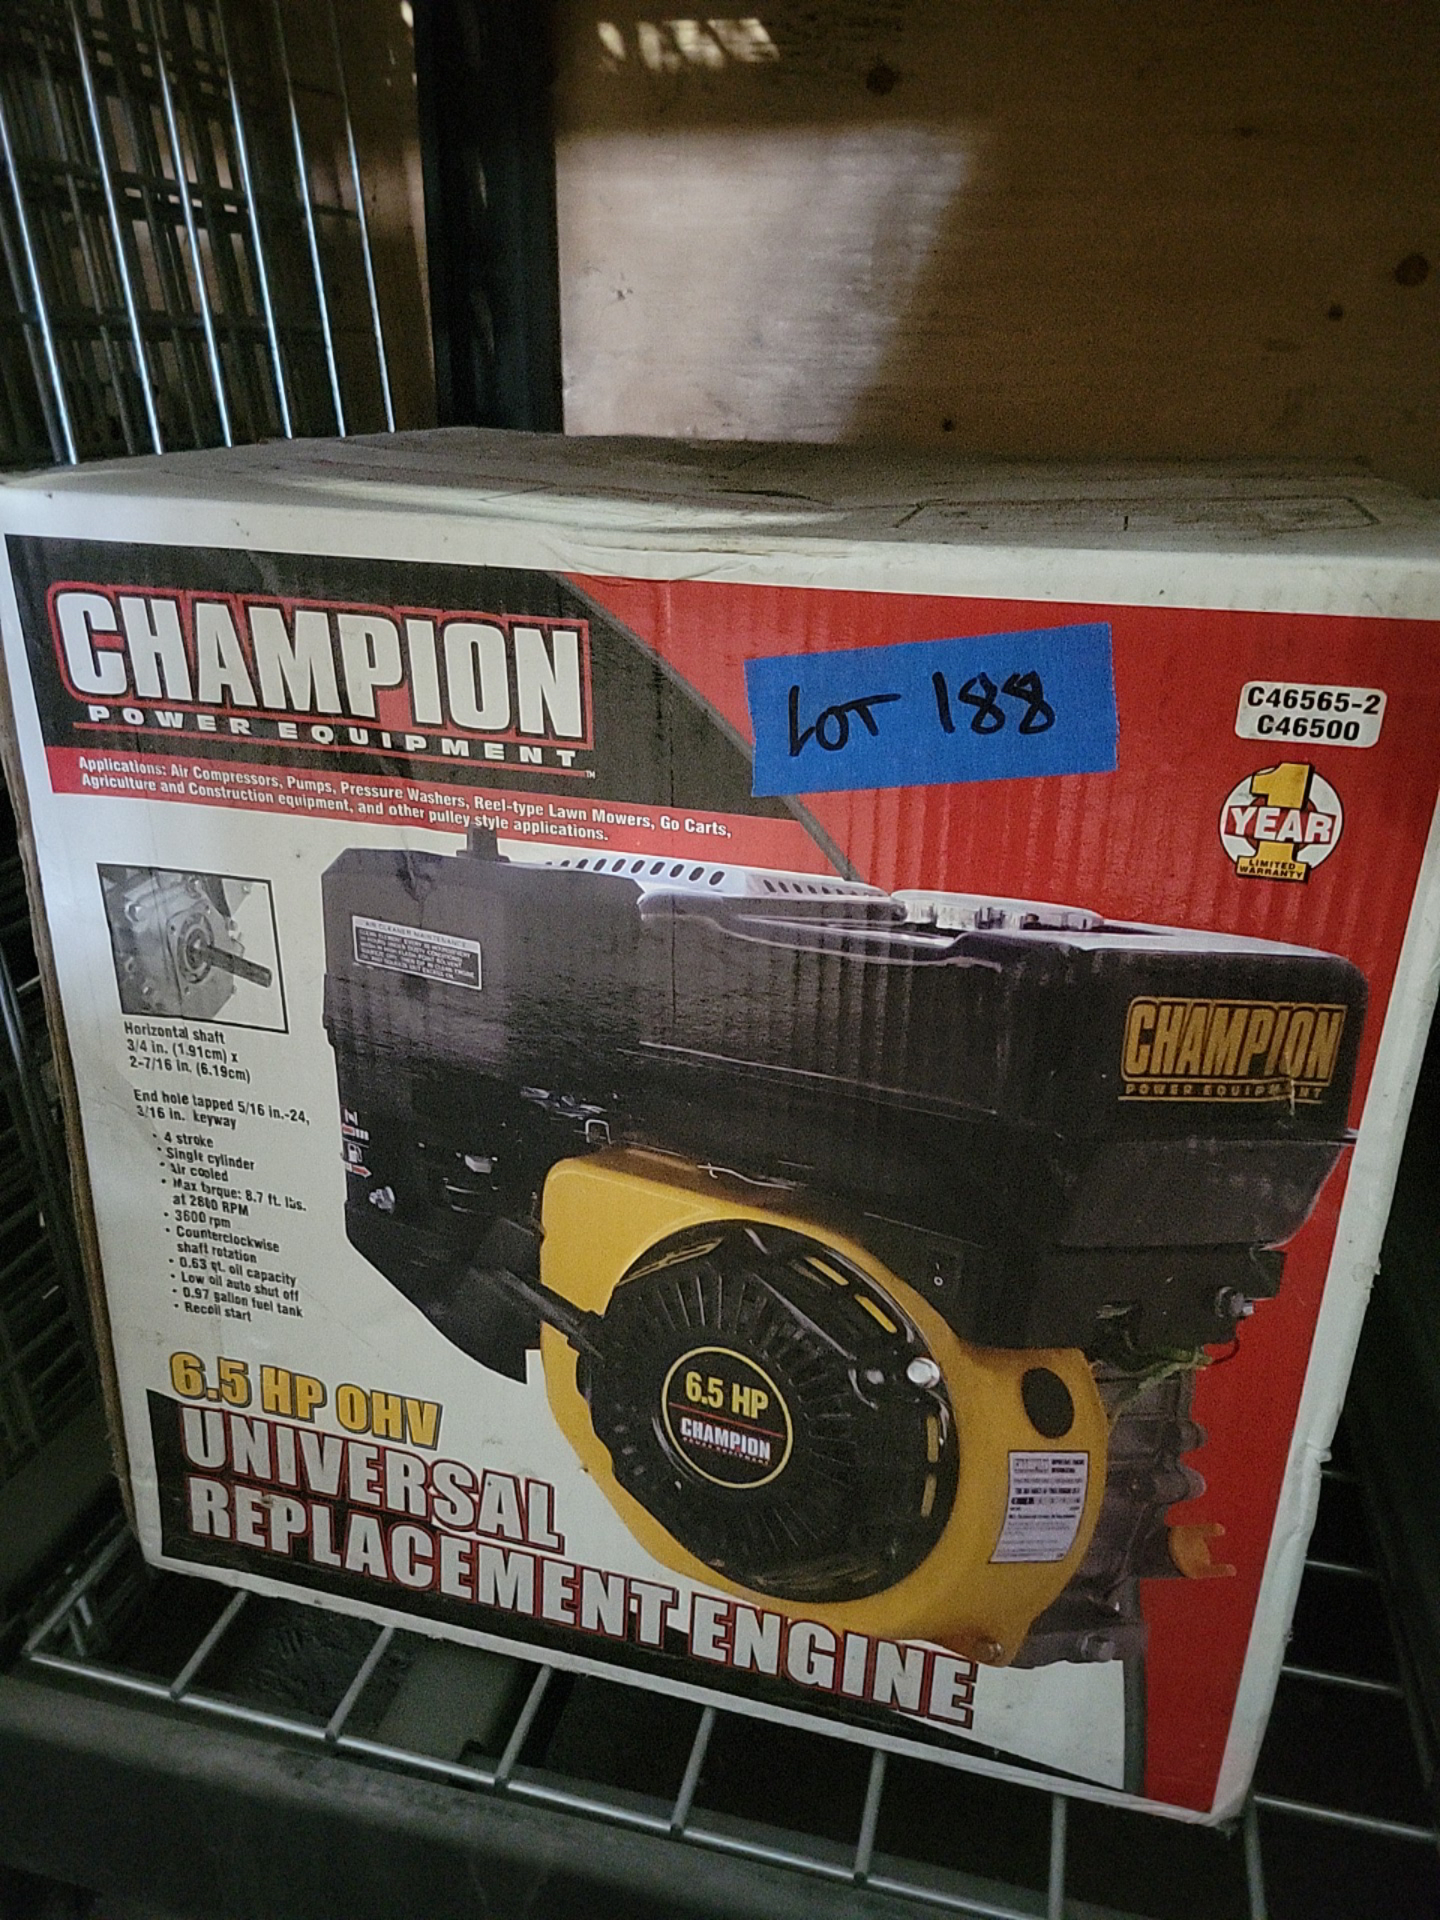 CHAMPION
POWER EQUIPMENT
™
LOT 188
C46565-2
C46500
1
YEAR
LIMITED
WARRANTY
Applications: Air Compressors, Pumps, Pressure Washers, Reel-type Lawn Mowers, Go Carts,
Agriculture and Construction equipment, and other pulley style applications.
AIR CLEANER MAINTENANCE
Horizontal shaft
3/4 in. (1.91cm) x
2-7/16 in. (6.19cm)
End hole tapped 5/16 in.-24,
3/16 in. keyway
• 4 stroke
• Single cylinder
• Air cooled
• Max torque: 8.7 ft. lbs.
at 2800 RPM
• 3600 rpm
• Counterclockwise
shaft rotation
• 0.63 qt. oil capacity
• Low oil auto shut off
• 0.97 gallon fuel tank
• Recoil start
CHAMPION
POWER EQUIPMENT
6.5 HP
CHAMPION
6.5 HP OHV
UNIVERSAL
REPLACEMENT ENGINE